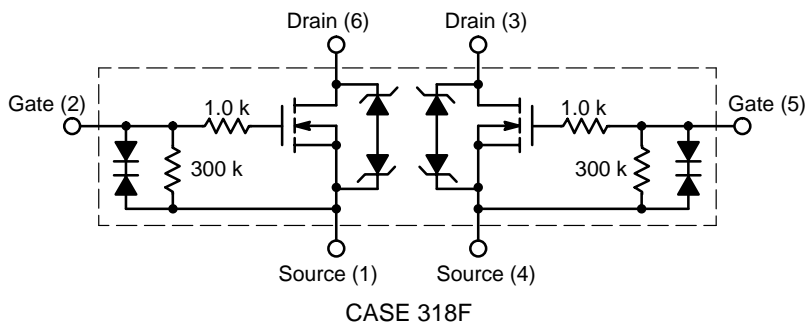 Drain (6) Drain (3)
Gate (2) 1.0 k 1.0 k Gate (5)
300 k 300 k
Source (1) Source (4)
CASE 318F